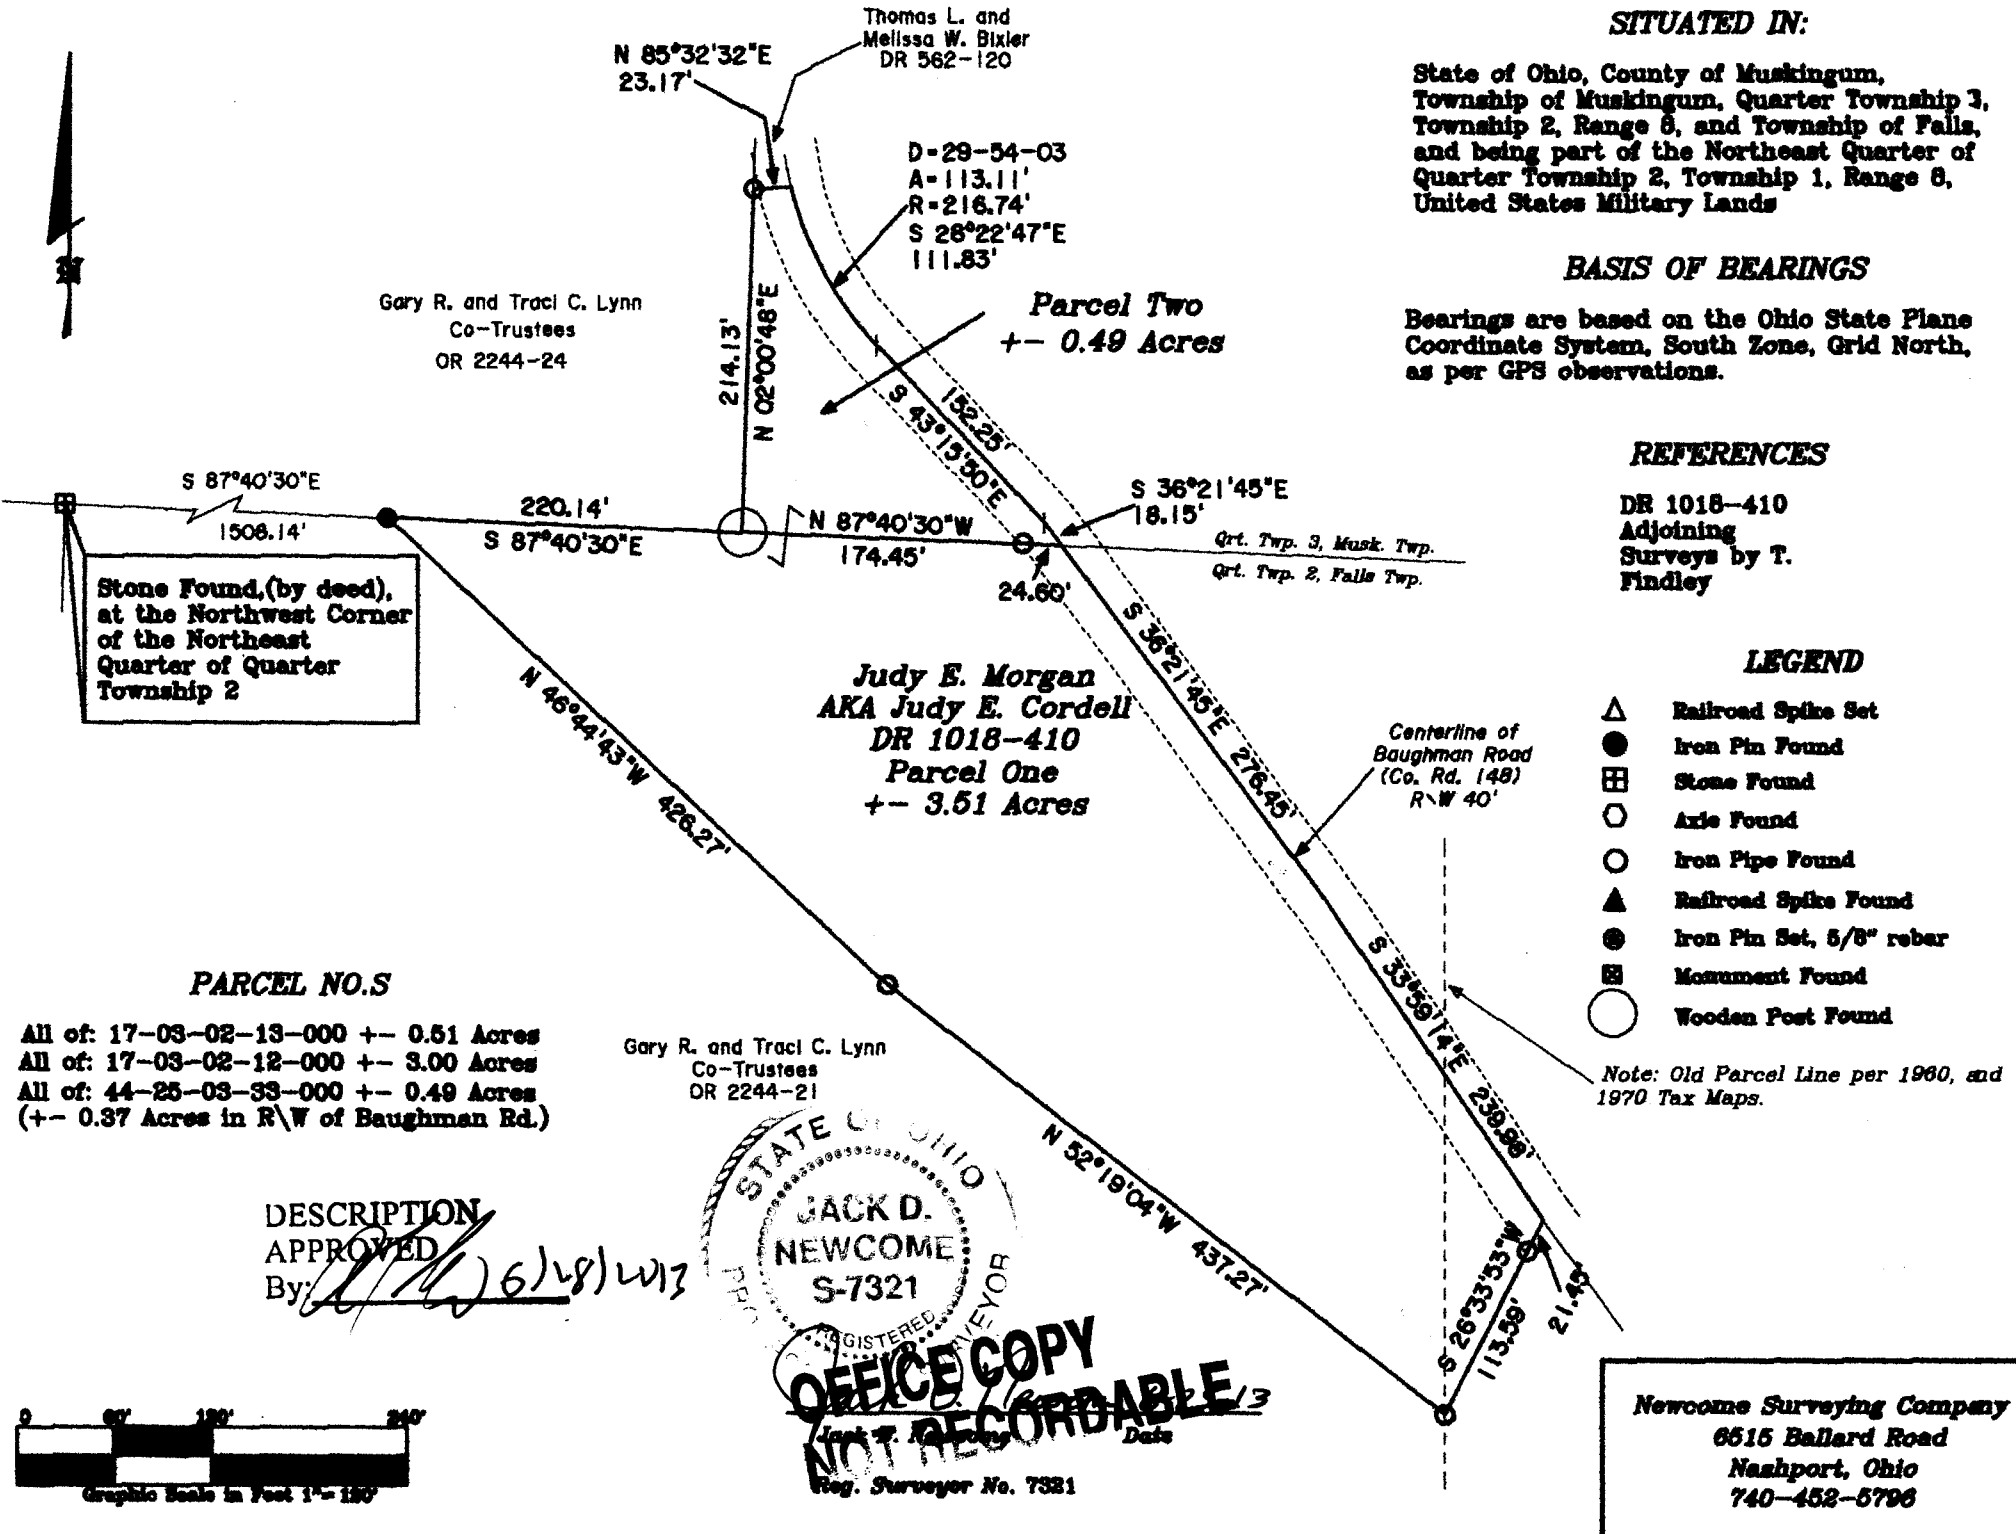 Thomas L. and
Melissa W. Bixler
DR 562-120
N 85°32'32"E
23.17'
D=29-54-03
A=113.11'
R=216.74'
S 28°22'47"E
111.83'
N
Gary R. and Traci C. Lynn
Co-Trustees
OR 2244-24
214.13'
N 02°00'48"E
Parcel Two
+- 0.49 Acres
152.25'
S 43°15'50"E
S 87°40'30"E
1508.14'
220.14'
S 87°40'30"E
N 87°40'30"W
174.45'
S 36°21'45"E
18.15'
24.60'
Qrt. Twp. 3, Musk. Twp.
Qrt. Twp. 2, Falls Twp.
Stone Found,(by deed),
at the Northwest Corner
of the Northeast
Quarter of Quarter
Township 2
N 46°44'43"W 426.27'
Judy E. Morgan
AKA Judy E. Cordell
DR 1018-410
Parcel One
+- 3.51 Acres
S 36°21'45"E 276.45'
Centerline of
Baughman Road
(Co. Rd. 148)
R\W 40'
S 33°59'14"E 239.98'
N 52°19'04"W 437.27'
S 26°33'53"W
113.59'
21.45'
Gary R. and Traci C. Lynn
Co-Trustees
OR 2244-21
PARCEL NO.S
All of: 17-03-02-13-000 +- 0.51 Acres
All of: 17-03-02-12-000 +- 3.00 Acres
All of: 44-25-03-33-000 +- 0.49 Acres
(+- 0.37 Acres in R\W of Baughman Rd.)
DESCRIPTION
APPROVED
By: 6/28/2013
STATE OF OHIO
JACK D.
NEWCOME
S-7321
REGISTERED
OFFICE COPY
NOT RECORDABLE
Date
Reg. Surveyor No. 7321
0 60' 120' 240'
Graphic Scale in Feet 1"= 120'
SITUATED IN:
State of Ohio, County of Muskingum,
Township of Muskingum, Quarter Township 3,
Township 2, Range 8, and Township of Falls,
and being part of the Northeast Quarter of
Quarter Township 2, Township 1, Range 8,
United States Military Lands
BASIS OF BEARINGS
Bearings are based on the Ohio State Plane
Coordinate System, South Zone, Grid North,
as per GPS observations.
REFERENCES
DR 1018-410
Adjoining
Surveys by T.
Findley
LEGEND
Railroad Spike Set
Iron Pin Found
Stone Found
Axle Found
Iron Pipe Found
Railroad Spike Found
Iron Pin Set, 5/8" rebar
Monument Found
Wooden Post Found
Note: Old Parcel Line per 1960, and
1970 Tax Maps.
Newcome Surveying Company
6515 Ballard Road
Nashport, Ohio
740-452-5796